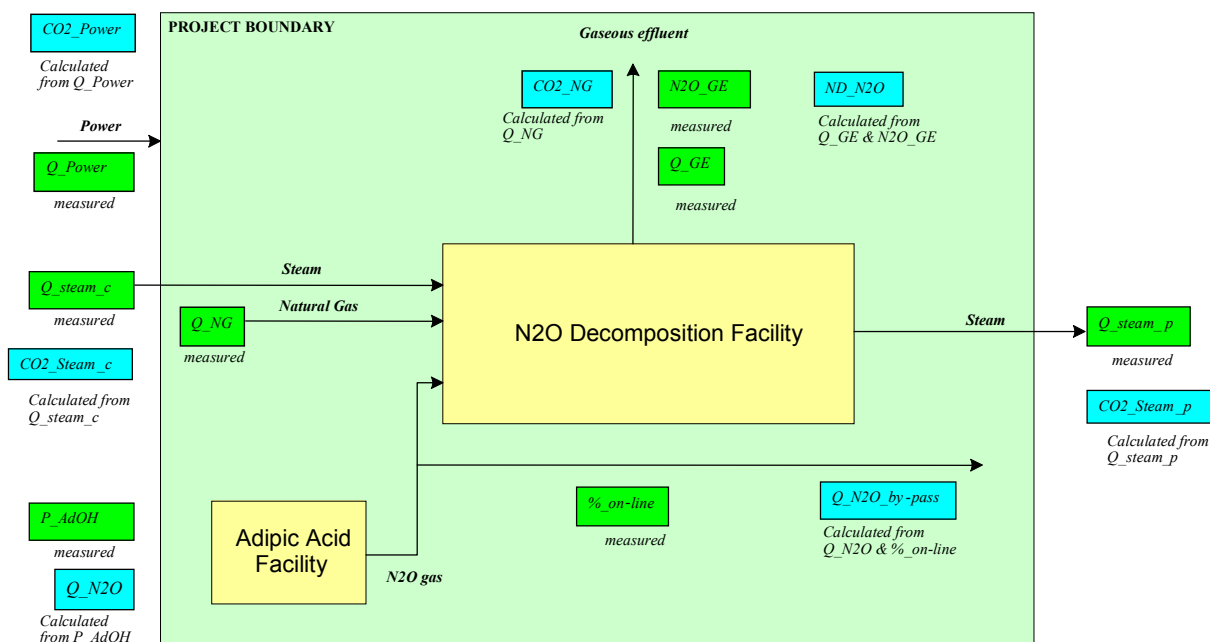 CO2_Power
Calculated
from Q_Power
Power
Q_Power
measured
Q_steam_c
measured
CO2_Steam_c
Calculated from
Q_steam_c
P_AdOH
measured
Q_N2O
Calculated
from P_AdOH
PROJECT BOUNDARY
Gaseous effluent
CO2_NG
Calculated from
Q_NG
N2O_GE
measured
Q_GE
measured
ND_N2O
Calculated from
Q_GE & N2O_GE
Steam
Natural Gas
Q_NG
measured
N2O Decomposition Facility
Steam
Q_steam_p
measured
CO2_Steam_p
Calculated from
Q_steam_p
Adipic Acid
Facility
N2O gas
%_on-line
measured
Q_N2O_by-pass
Calculated from
Q_N2O & %_on-line